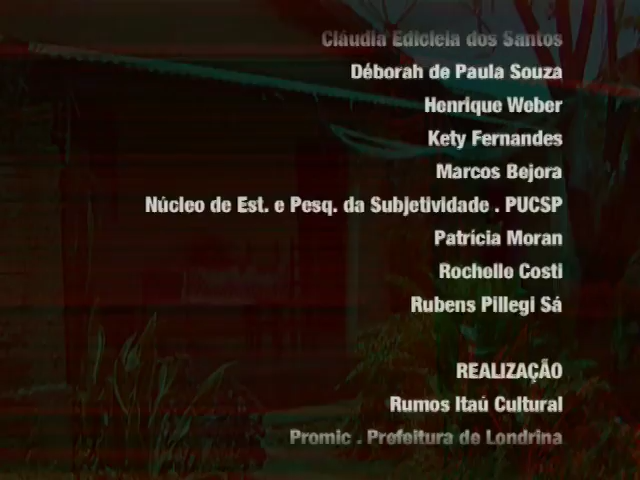 Cláudia Edicleia dos Santos
Déborah de Paula Souza
Henrique Weber
Kety Fernandes
Marcos Bejora
Núcleo de Est. e Pesq. da Subjetividade . PUCSP
Patrícia Moran
Rochelle Costi
Rubens Pillegi Sá
REALIZAÇÃO
Rumos Itaú Cultural
Promic . Prefeitura de Londrina